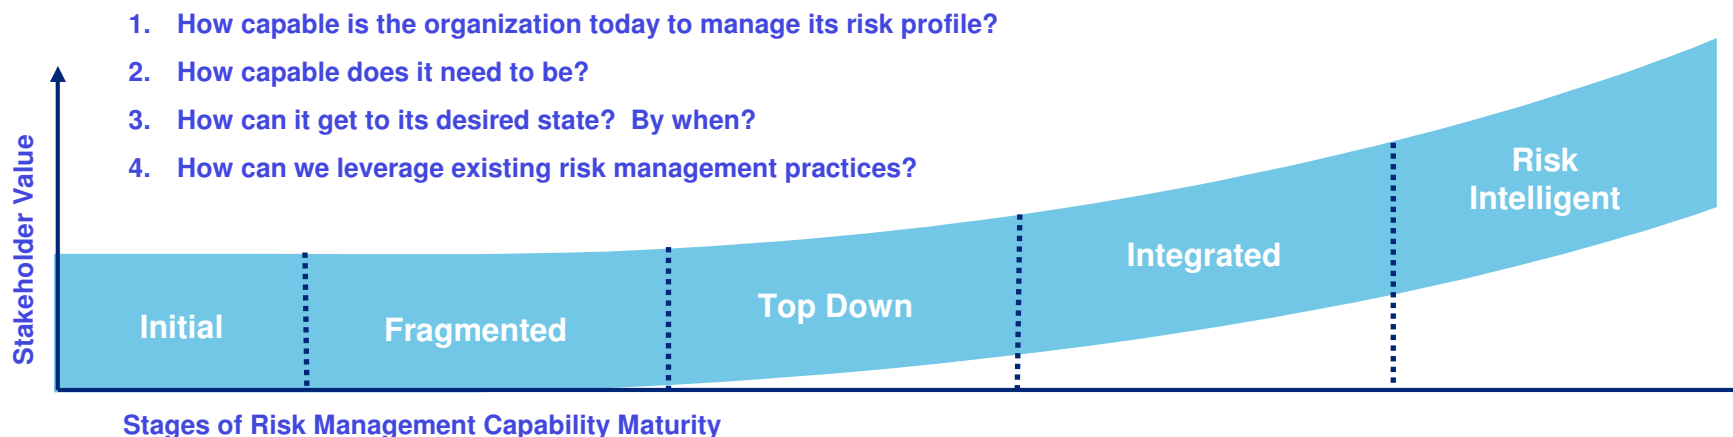 1. How capable is the organization today to manage its risk profile?
2. How capable does it need to be?
3. How can it get to its desired state?  By when?
4. How can we leverage existing risk management practices?
Stakeholder Value
Risk
Intelligent
Integrated
Top Down
Fragmented
Initial
Stages of Risk Management Capability Maturity